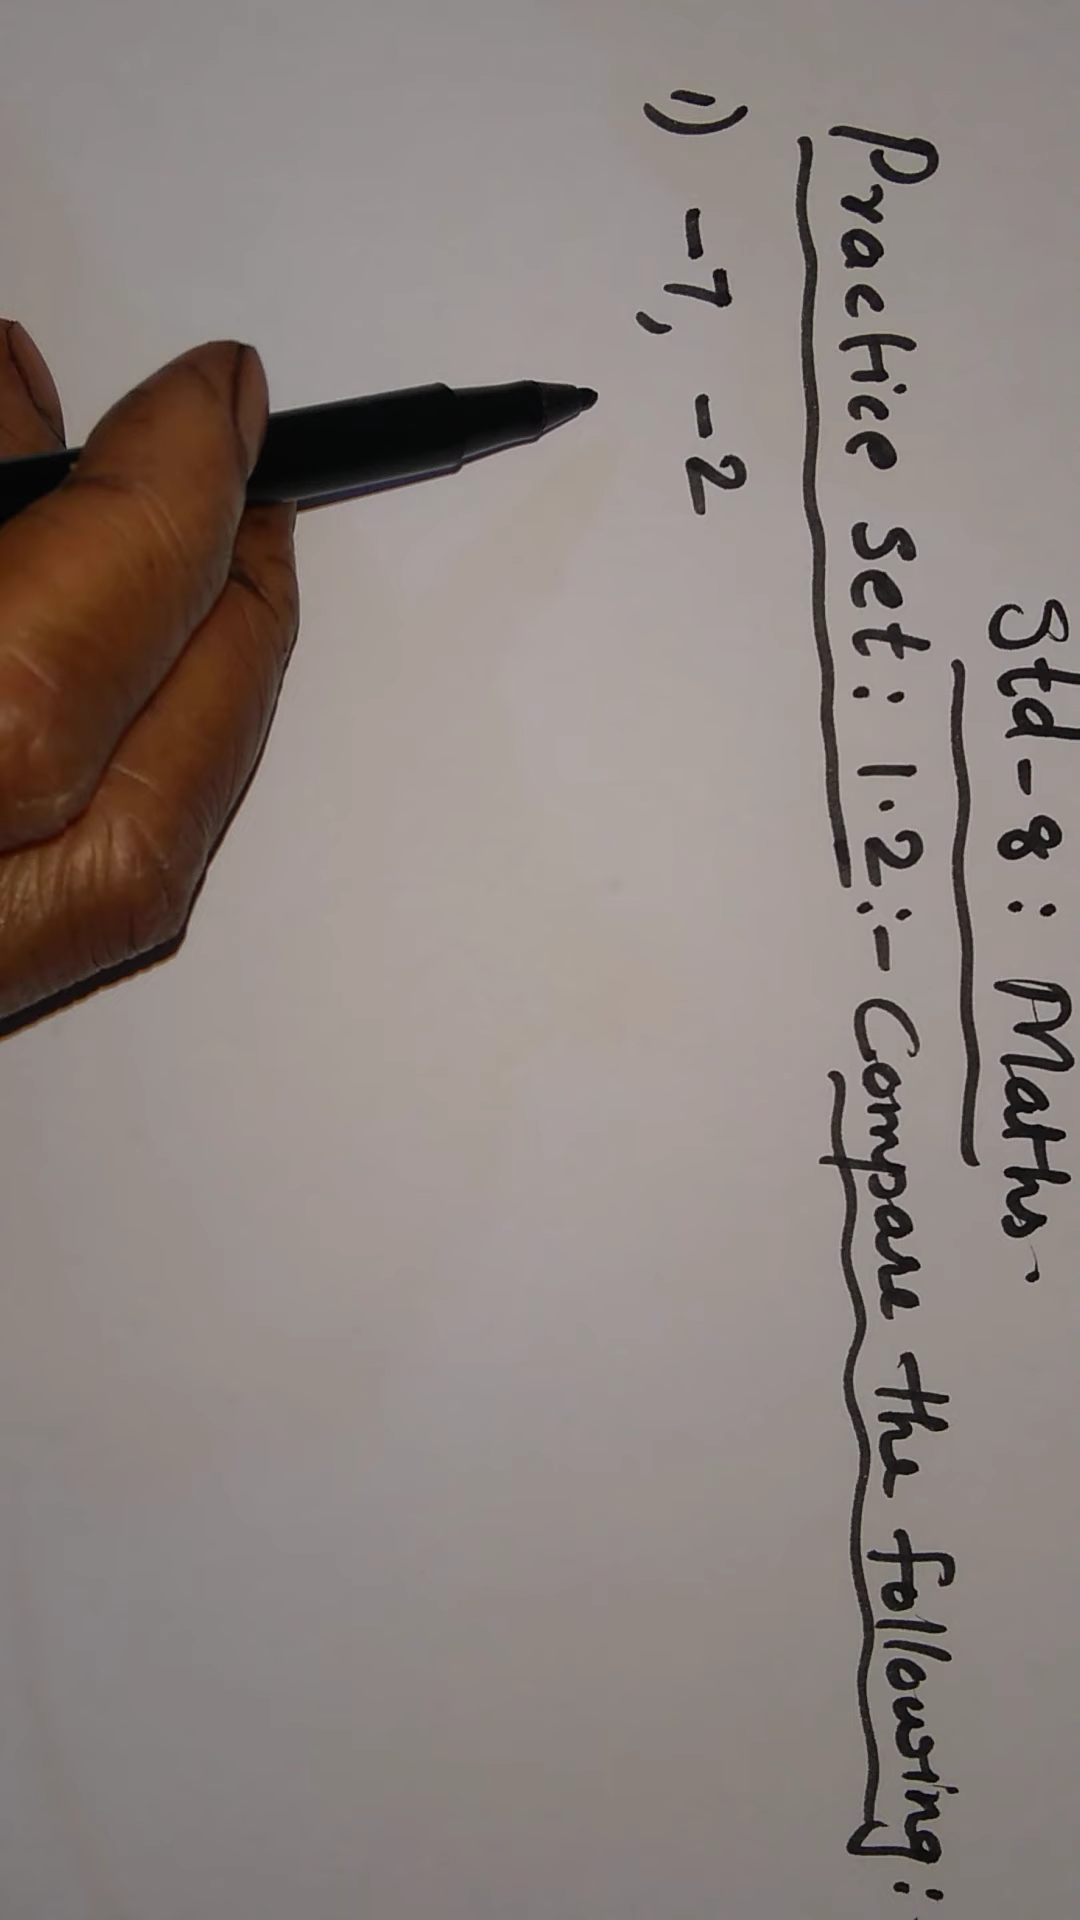 Std-8: Maths.
Practice Set: 1.2:- Compare the following:
1) -7, -2